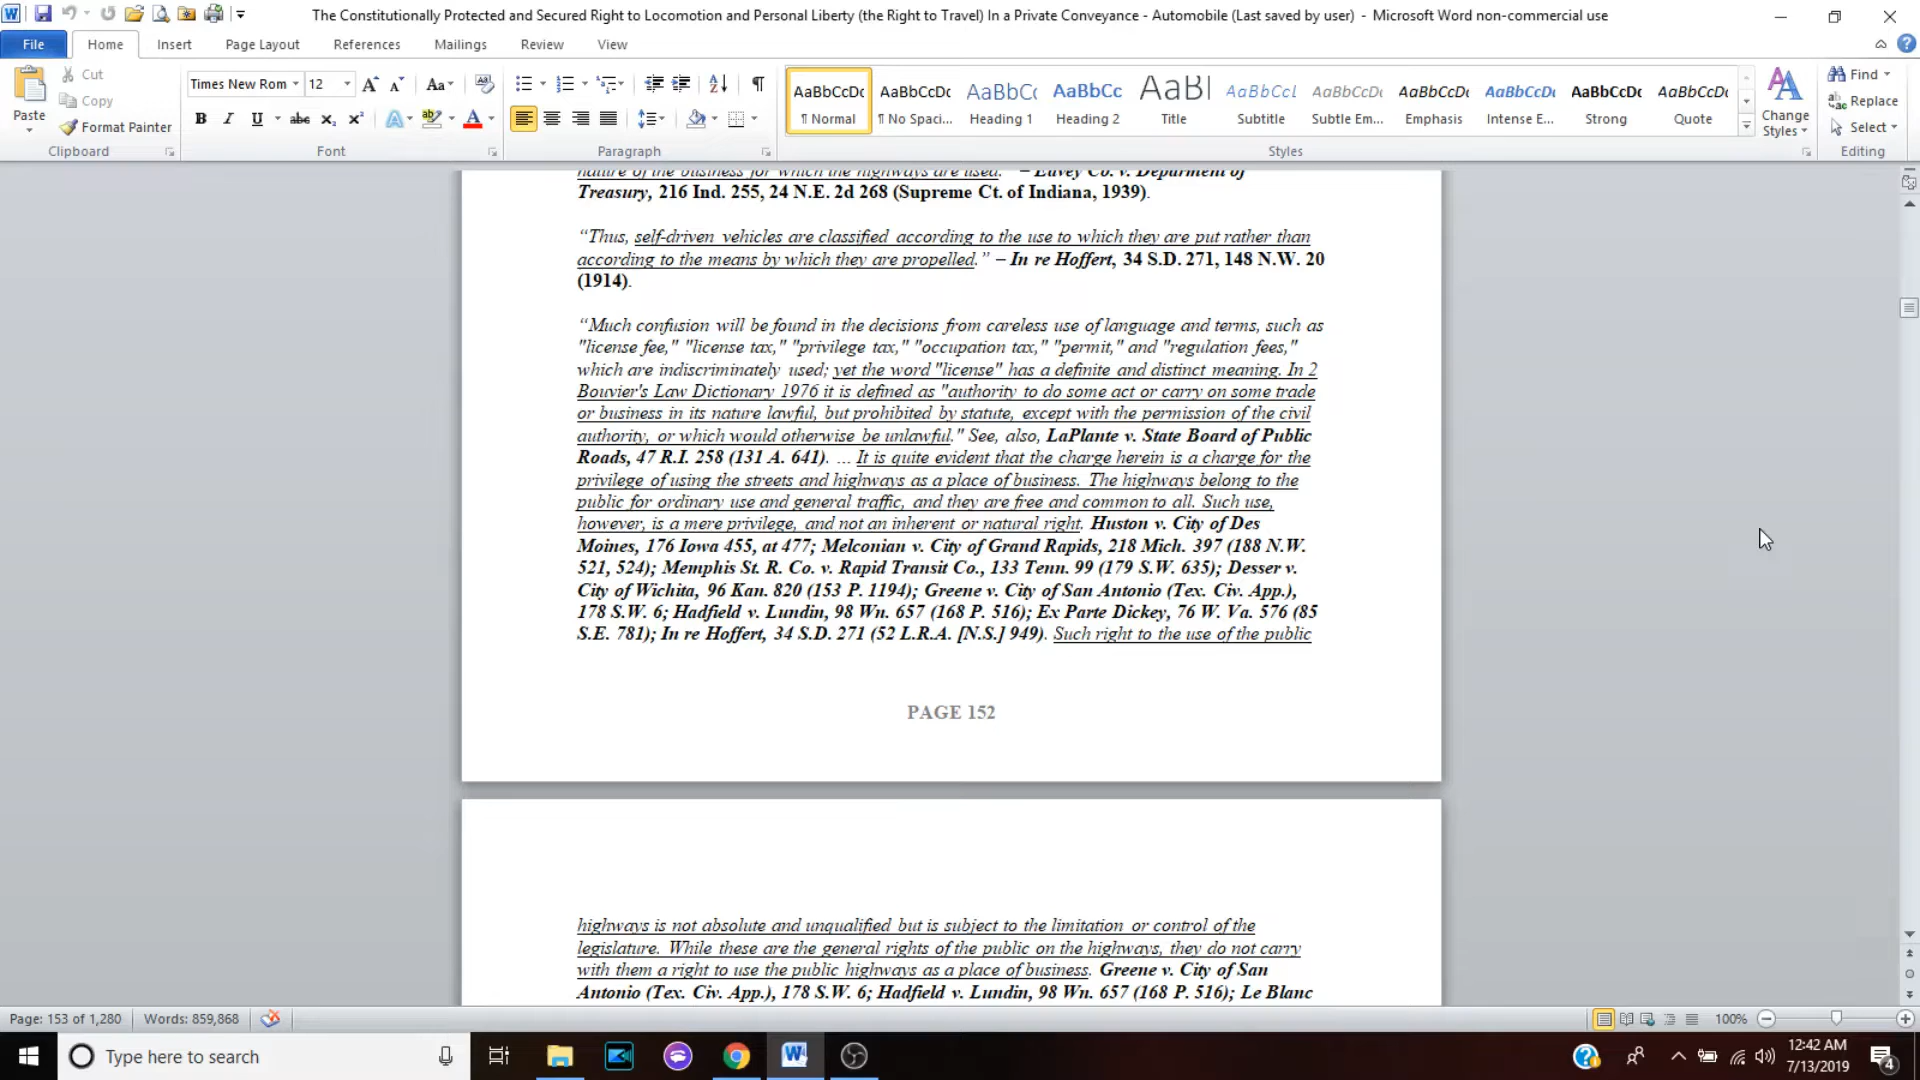 The Constitutionally Protected and Secured Right to Locomotion and Personal Liberty (the Right to Travel) In a Private Conveyance - Automobile (Last saved by user) - Microsoft Word non-commercial use
File Home Insert Page Layout References Mailings Review View
Cut
Copy
Format Painter
Paste
Clipboard
Times New Rom 12
Font
Paragraph
AaBbCcDc AaBbCcDc AaBbC AaBbCc AaBl AaBbCcL AaBbCcDc AaBbCcDc AaBbCcDc AaBbCcDc AaBbCcDc
¶ Normal ¶ No Spaci... Heading 1 Heading 2 Title Subtitle Subtle Em... Emphasis Intense E... Strong Quote
Styles
Change Styles
Find
Replace
Select
Editing
nature of the business for which the highways are used.” – Eavey Co. v. Deparment of
Treasury, 216 Ind. 255, 24 N.E. 2d 268 (Supreme Ct. of Indiana, 1939).
“Thus, self-driven vehicles are classified according to the use to which they are put rather than
according to the means by which they are propelled.” – In re Hoffert, 34 S.D. 271, 148 N.W. 20
(1914).
“Much confusion will be found in the decisions from careless use of language and terms, such as
"license fee," "license tax," "privilege tax," "occupation tax," "permit," and "regulation fees,"
which are indiscriminately used; yet the word "license" has a definite and distinct meaning. In 2
Bouvier's Law Dictionary 1976 it is defined as "authority to do some act or carry on some trade
or business in its nature lawful, but prohibited by statute, except with the permission of the civil
authority, or which would otherwise be unlawful." See, also, LaPlante v. State Board of Public
Roads, 47 R.I. 258 (131 A. 641). ... It is quite evident that the charge herein is a charge for the
privilege of using the streets and highways as a place of business. The highways belong to the
public for ordinary use and general traffic, and they are free and common to all. Such use,
however, is a mere privilege, and not an inherent or natural right. Huston v. City of Des
Moines, 176 Iowa 455, at 477; Melconian v. City of Grand Rapids, 218 Mich. 397 (188 N.W.
521, 524); Memphis St. R. Co. v. Rapid Transit Co., 133 Tenn. 99 (179 S.W. 635); Desser v.
City of Wichita, 96 Kan. 820 (153 P. 1194); Greene v. City of San Antonio (Tex. Civ. App.),
178 S.W. 6; Hadfield v. Lundin, 98 Wn. 657 (168 P. 516); Ex Parte Dickey, 76 W. Va. 576 (85
S.E. 781); In re Hoffert, 34 S.D. 271 (52 L.R.A. [N.S.] 949). Such right to the use of the public
PAGE 152
highways is not absolute and unqualified but is subject to the limitation or control of the
legislature. While these are the general rights of the public on the highways, they do not carry
with them a right to use the public highways as a place of business. Greene v. City of San
Antonio (Tex. Civ. App.), 178 S.W. 6; Hadfield v. Lundin, 98 Wn. 657 (168 P. 516); Le Blanc
Page: 153 of 1,280 Words: 859,868 100%
Type here to search
12:42 AM
7/13/2019
4